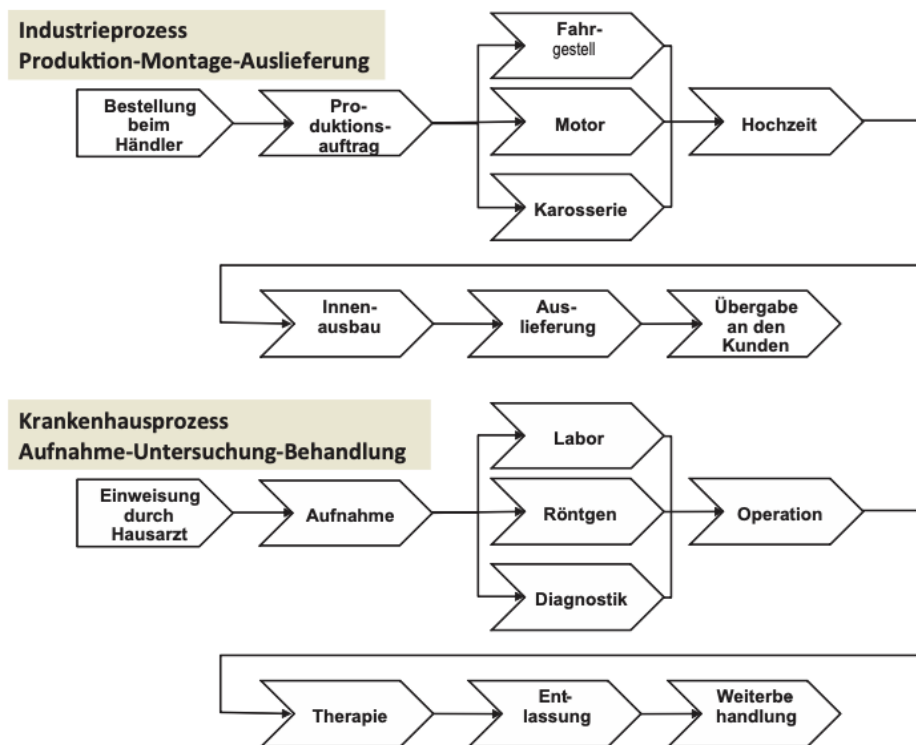 Industrieprozess
Produktion-Montage-Auslieferung
Bestellung
beim
Händler
Pro-
duktions-
auftrag
Fahr-
gestell
Motor
Karosserie
Hochzeit
Innen-
ausbau
Aus-
lieferung
Übergabe
an den
Kunden
Krankenhausprozess
Aufnahme-Untersuchung-Behandlung
Einweisung
durch
Hausarzt
Aufnahme
Labor
Röntgen
Diagnostik
Operation
Therapie
Ent-
lassung
Weiterbe
handlung